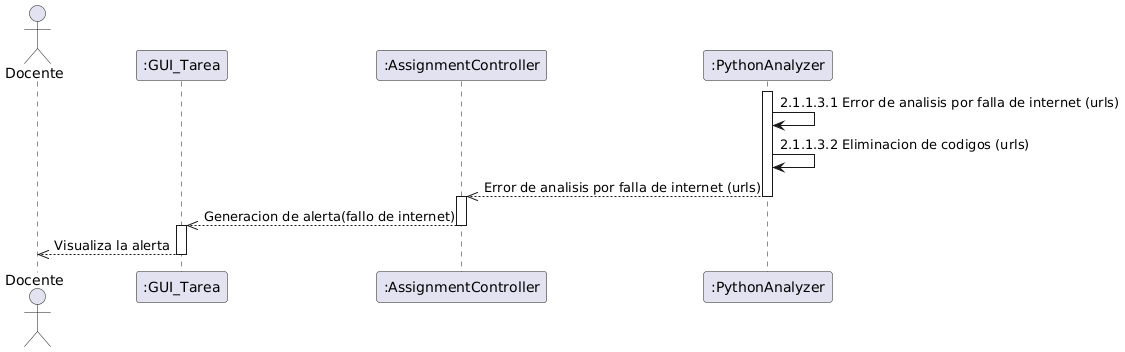 Docente
:GUI_Tarea
:AssignmentController
:PythonAnalyzer
2.1.1.3.1 Error de analisis por falla de internet (urls)
2.1.1.3.2 Eliminacion de codigos (urls)
Error de analisis por falla de internet (urls)
Generacion de alerta(fallo de internet)
Visualiza la alerta
Docente
:GUI_Tarea
:AssignmentController
:PythonAnalyzer